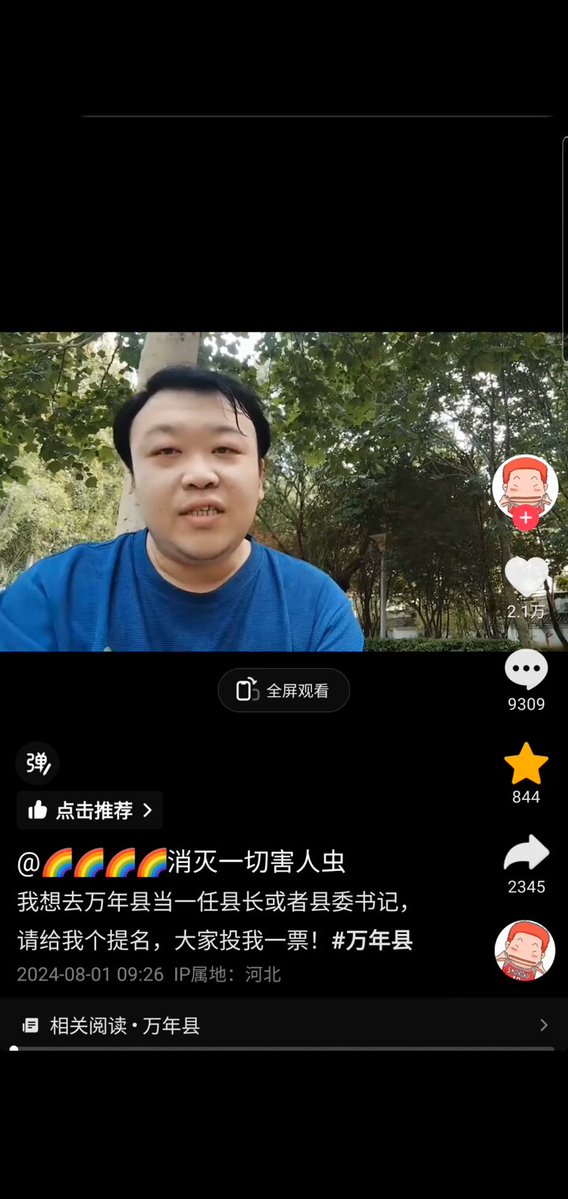 2.1万
全屏观看
9309
弹
点击推荐
844
@🌈🌈🌈🌈消灭一切害人虫
我想去万年县当一任县长或者县委书记，
2345
请给我个提名，大家投我一票！#万年县
2024-08-01 09:26 IP属地：河北
相关阅读•万年县